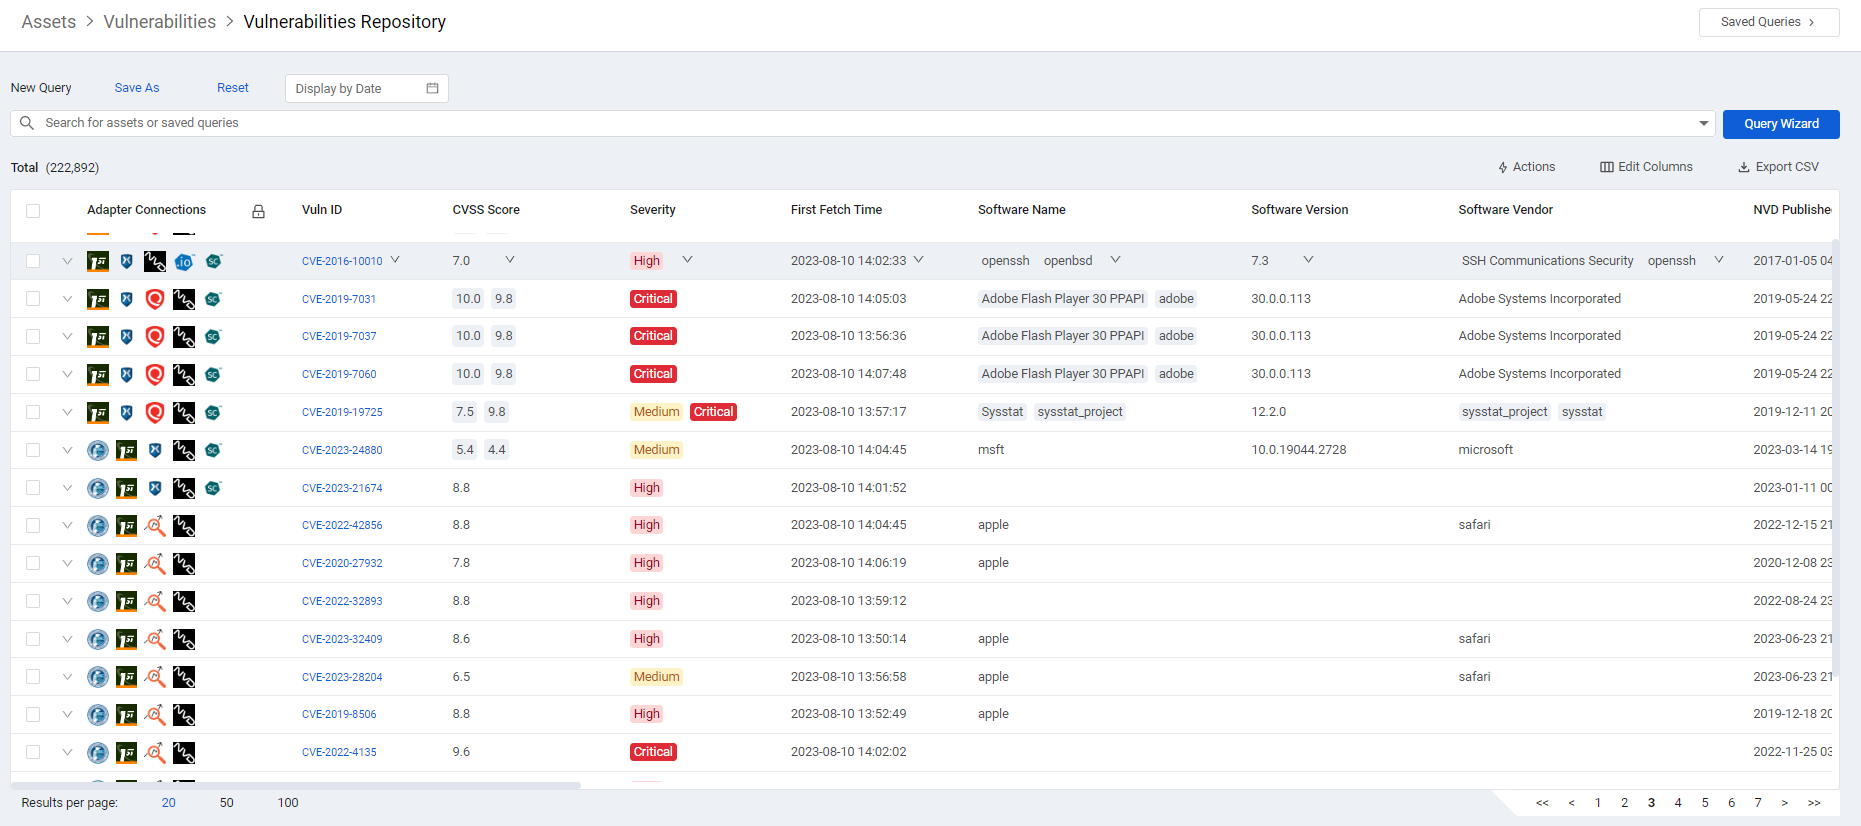 Assets > Vulnerabilities > Vulnerabilities Repository
Saved Queries >
New Query Save As Reset Display by Date
Search for assets or saved queries
Query Wizard
Total (222,892)
Actions Edit Columns Export CSV
Adapter Connections Vuln ID CVSS Score Severity First Fetch Time Software Name Software Version Software Vendor NVD Publishe
CVE-2016-10010 7.0 High 2023-08-10 14:02:33 openssh openbsd 7.3 SSH Communications Security openssh 2017-01-05 04
CVE-2019-7031 10.0 9.8 Critical 2023-08-10 14:05:03 Adobe Flash Player 30 PPAPI adobe 30.0.0.113 Adobe Systems Incorporated 2019-05-24 22
CVE-2019-7037 10.0 9.8 Critical 2023-08-10 13:56:36 Adobe Flash Player 30 PPAPI adobe 30.0.0.113 Adobe Systems Incorporated 2019-05-24 22
CVE-2019-7060 10.0 9.8 Critical 2023-08-10 14:07:48 Adobe Flash Player 30 PPAPI adobe 30.0.0.113 Adobe Systems Incorporated 2019-05-24 22
CVE-2019-19725 7.5 9.8 Medium Critical 2023-08-10 13:57:17 Sysstat sysstat_project 12.2.0 sysstat_project sysstat 2019-12-11 20
CVE-2023-24880 5.4 4.4 Medium 2023-08-10 14:04:45 msft 10.0.19044.2728 microsoft 2023-03-14 19
CVE-2023-21674 8.8 High 2023-08-10 14:01:52 2023-01-11 00
CVE-2022-42856 8.8 High 2023-08-10 14:04:45 apple safari 2022-12-15 21
CVE-2020-27932 7.8 High 2023-08-10 14:06:19 apple 2020-12-08 23
CVE-2022-32893 8.8 High 2023-08-10 13:59:12 2022-08-24 23
CVE-2023-32409 8.6 High 2023-08-10 13:50:14 apple safari 2023-06-23 21
CVE-2023-28204 6.5 Medium 2023-08-10 13:56:58 apple safari 2023-06-23 21
CVE-2019-8506 8.8 High 2023-08-10 13:52:49 apple 2019-12-18 20
CVE-2022-4135 9.6 Critical 2023-08-10 14:02:02 2022-11-25 03
Results per page: 20 50 100 << < 1 2 3 4 5 6 7 > >>